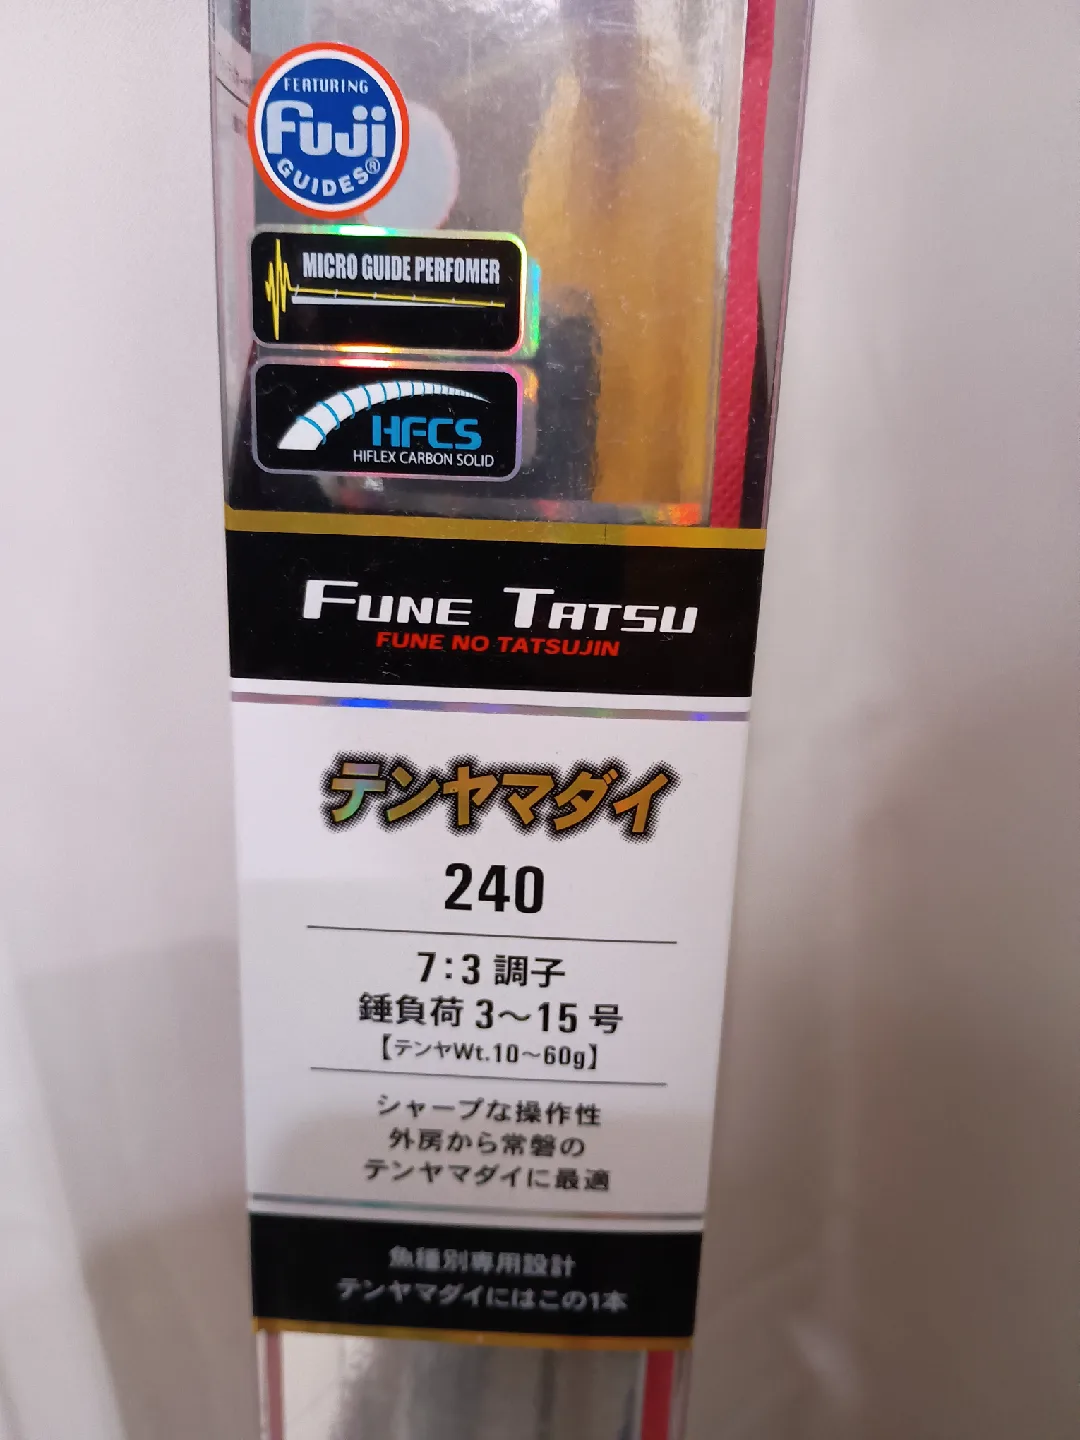 FEATURING
Fuji
GUIDES®
MICRO GUIDE PERFOMER
HFCS
HIFLEX CARBON SOLID
FUNE TATSU
FUNE NO TATSUJIN
テンヤマダイ
240
7:3 調子
錘負荷 3～15 号
【テンヤWt.10～60g】
シャープな操作性
外房から常磐の
テンヤマダイに最適
魚種別専用設計
テンヤマダイにはこの1本